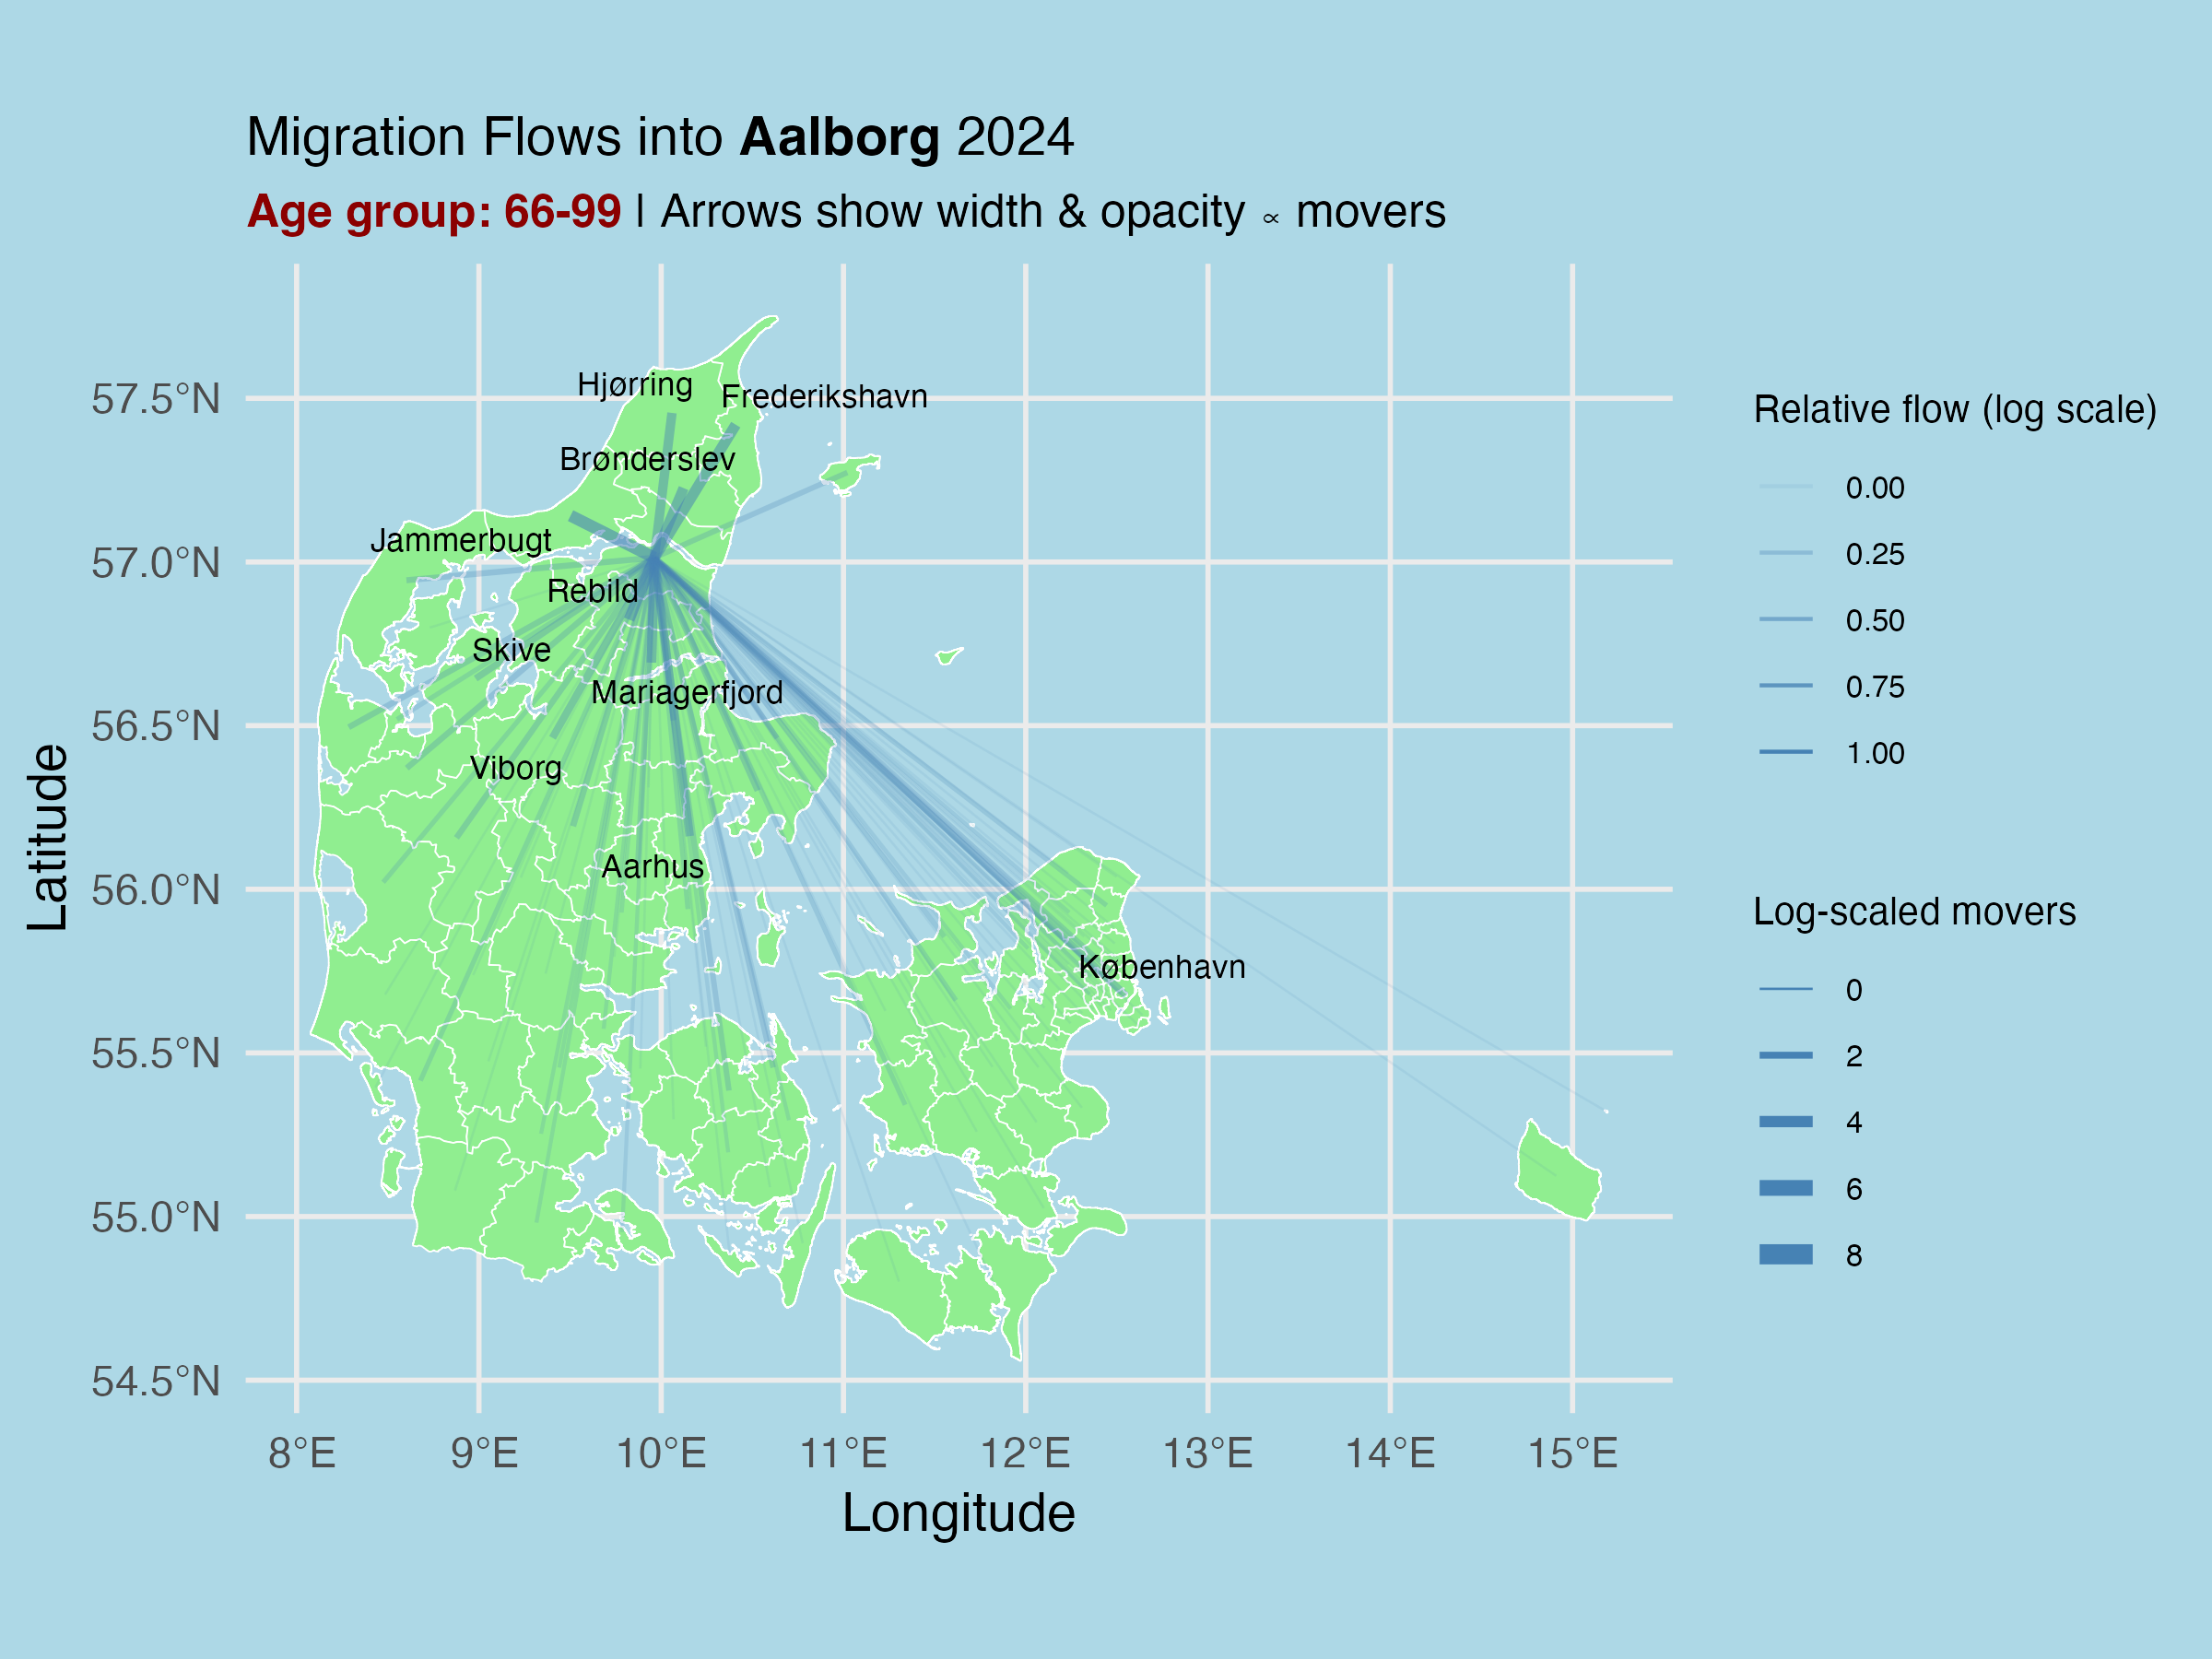 Migration Flows into Aalborg 2024
Age group: 66-99 | Arrows show width & opacity ∝ movers
Hjørring
Frederikshavn
Brønderslev
Jammerbugt
Rebild
Skive
Mariagerfjord
Viborg
Aarhus
København
57.5°N
57.0°N
56.5°N
56.0°N
55.5°N
55.0°N
54.5°N
Latitude
8°E
9°E
10°E
11°E
12°E
13°E
14°E
15°E
Longitude
Relative flow (log scale)
0.00
0.25
0.50
0.75
1.00
Log-scaled movers
0
2
4
6
8